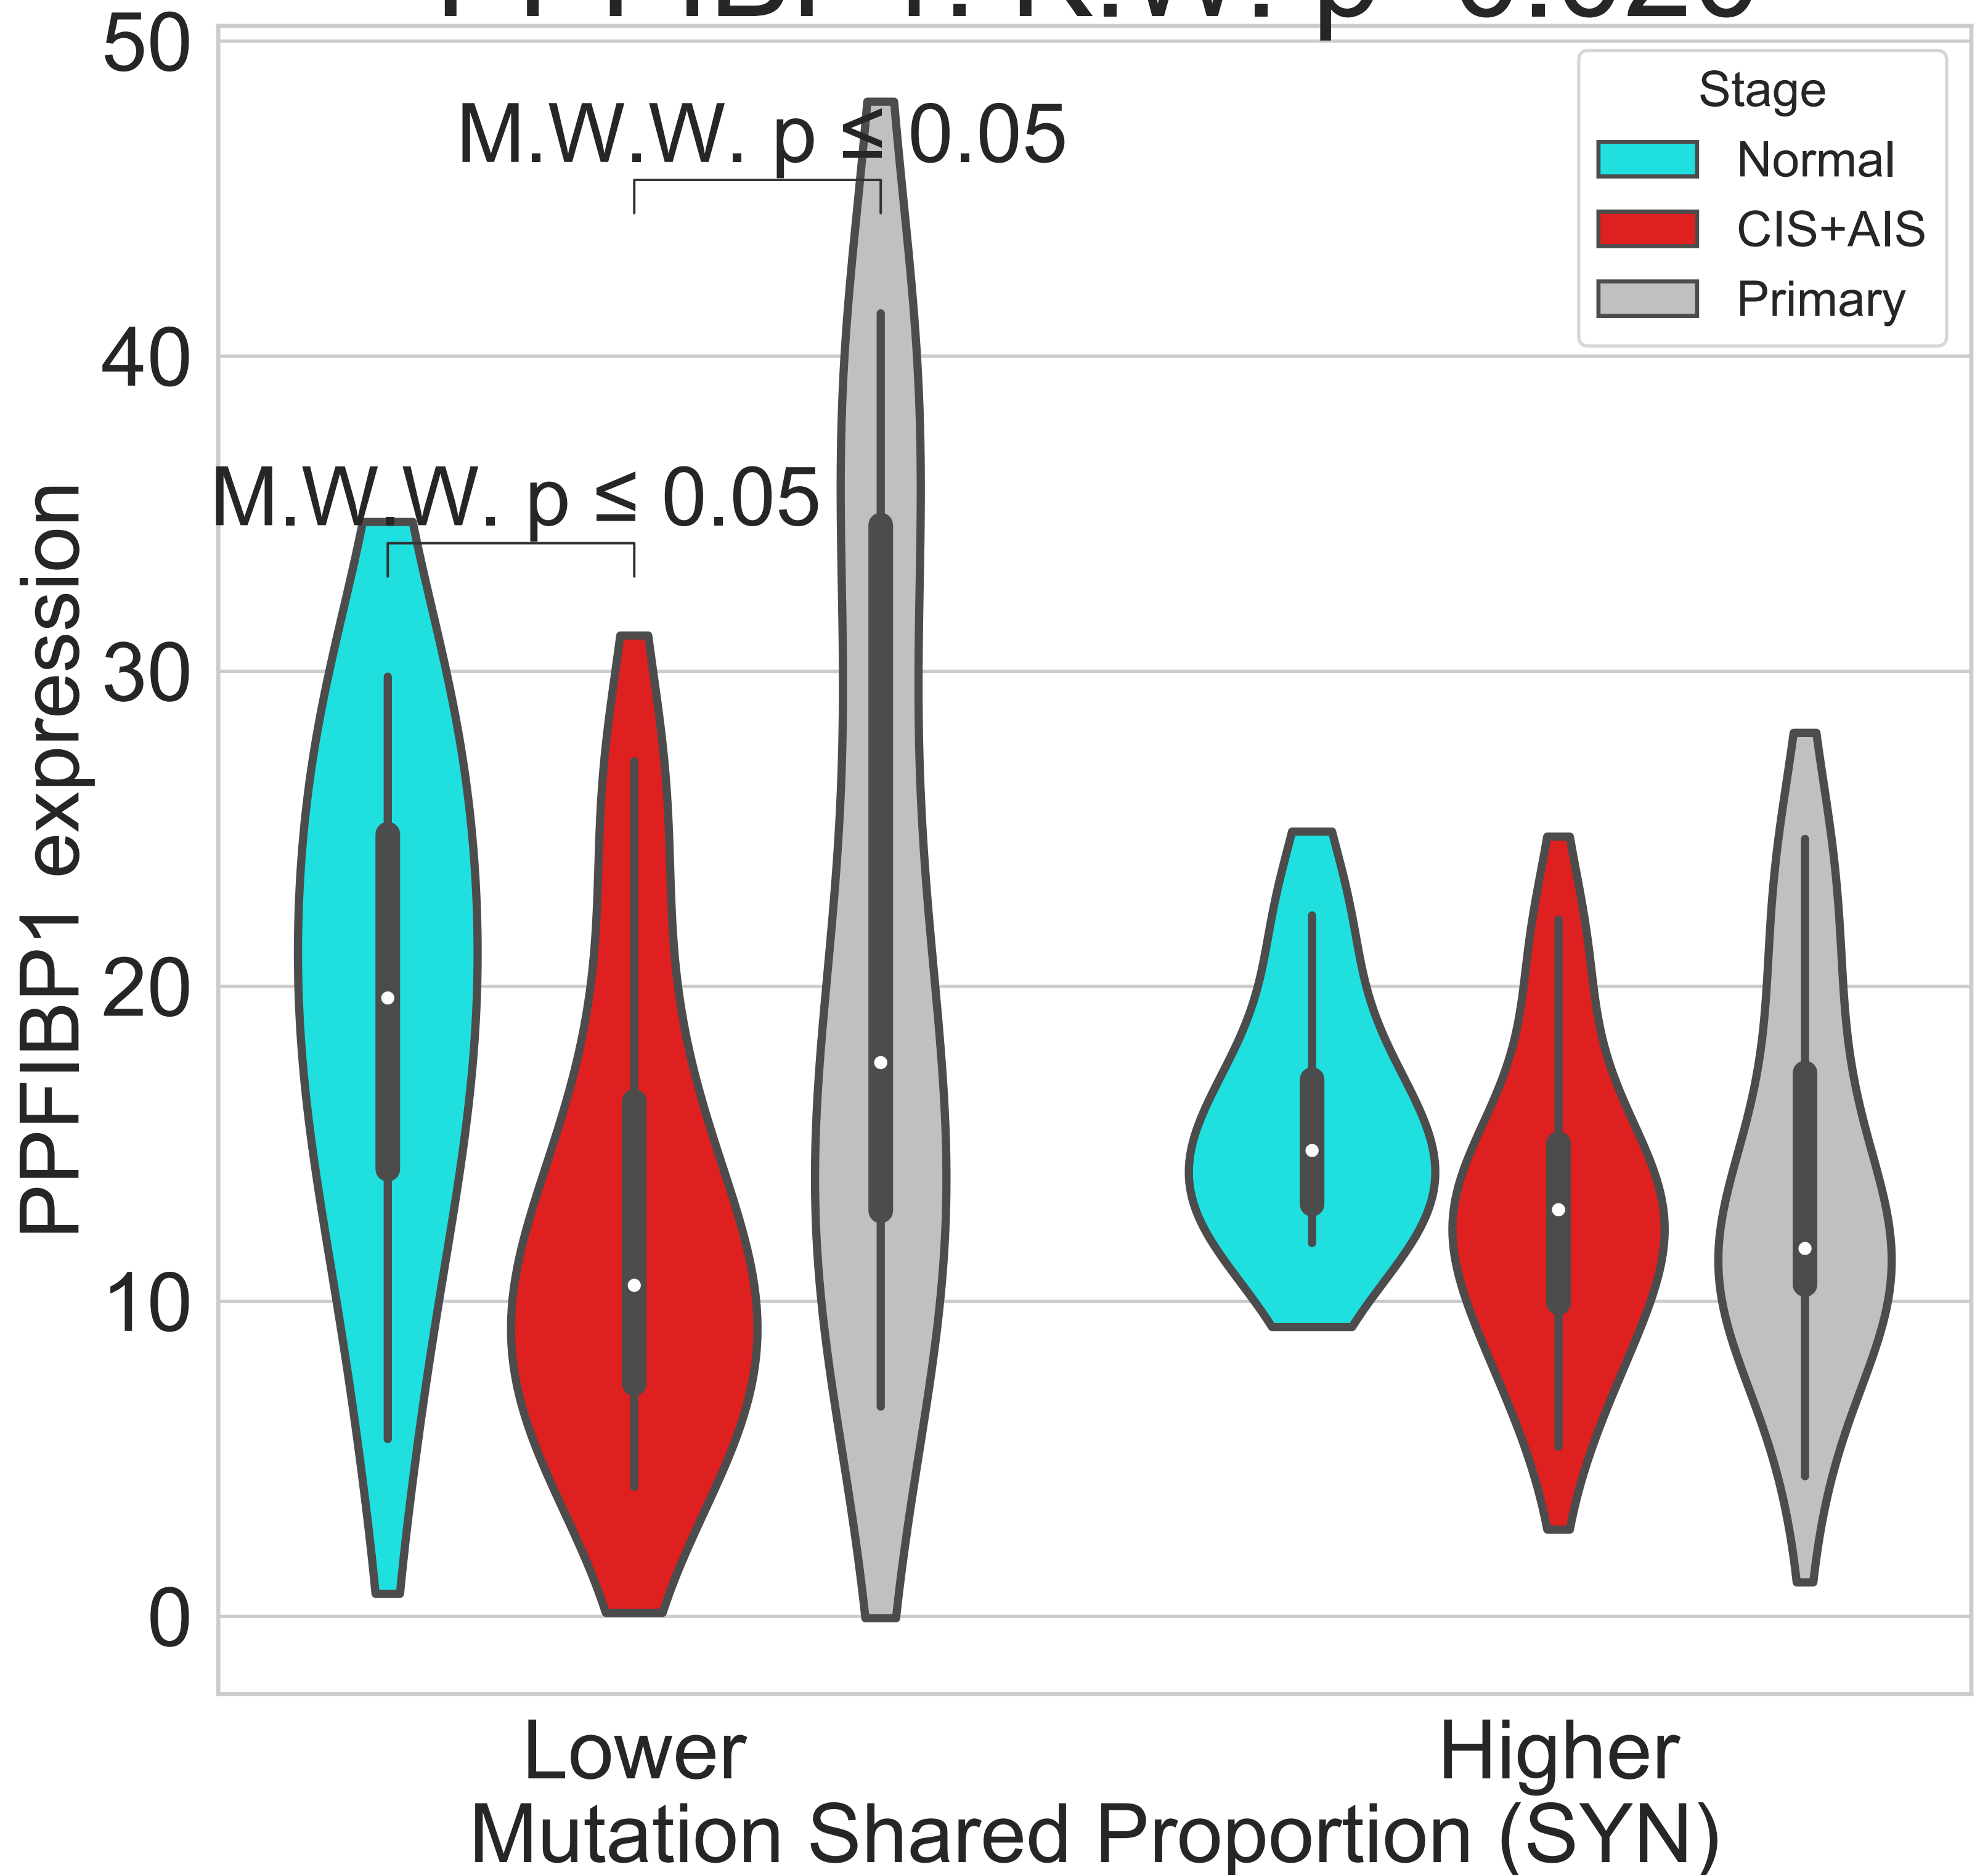 50
M.W.W. p ≤ 0.05
Stage
Normal
CIS+AIS
Primary
40
M.W.W. p ≤ 0.05
30
20
10
0
PPFIBP1 expression
Lower
Higher
Mutation Shared Proportion (SYN)